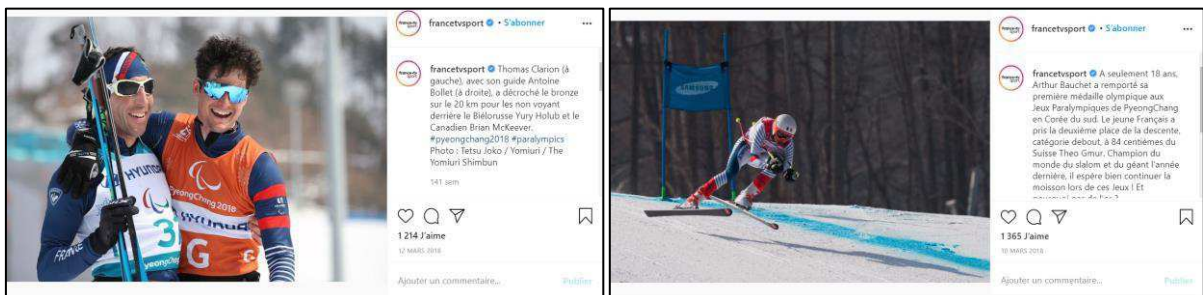 francetvsport • S'abonner
francetvsport Thomas Clarion (à
gauche), avec son guide Antoine
Bollet (à droite), a décroché le bronze
sur le 20 km pour les non voyant
derrière le Biélorusse Yury Holub et le
Canadien Brian McKeever.
#pyeongchang2018 #paralympics
Photo : Tetsu Joko / Yomiuri / The
Yomiuri Shimbun
141 sem
1 214 J'aime
12 MARS 2018
Ajouter un commentaire...
Publier
HYUNDAI
PyeongChang
FRANCE
PyeongChang 2018
HYUNDAI
G
SAMSUNG
francetvsport • S'abonner
francetvsport A seulement 18 ans,
Arthur Bauchet a remporté sa
première médaille olympique aux
Jeux Paralympiques de PyeongChang
en Corée du sud. Le jeune Français a
pris la deuxième place de la descente,
catégorie debout, à 84 centièmes du
Suisse Theo Gmur. Champion du
monde du slalom et du géant l'année
dernière, il espère bien continuer la
moisson lors de ces Jeux ! Et
pourquoi pas de l'or ?
1 365 J'aime
10 MARS 2018
Ajouter un commentaire...
Publier